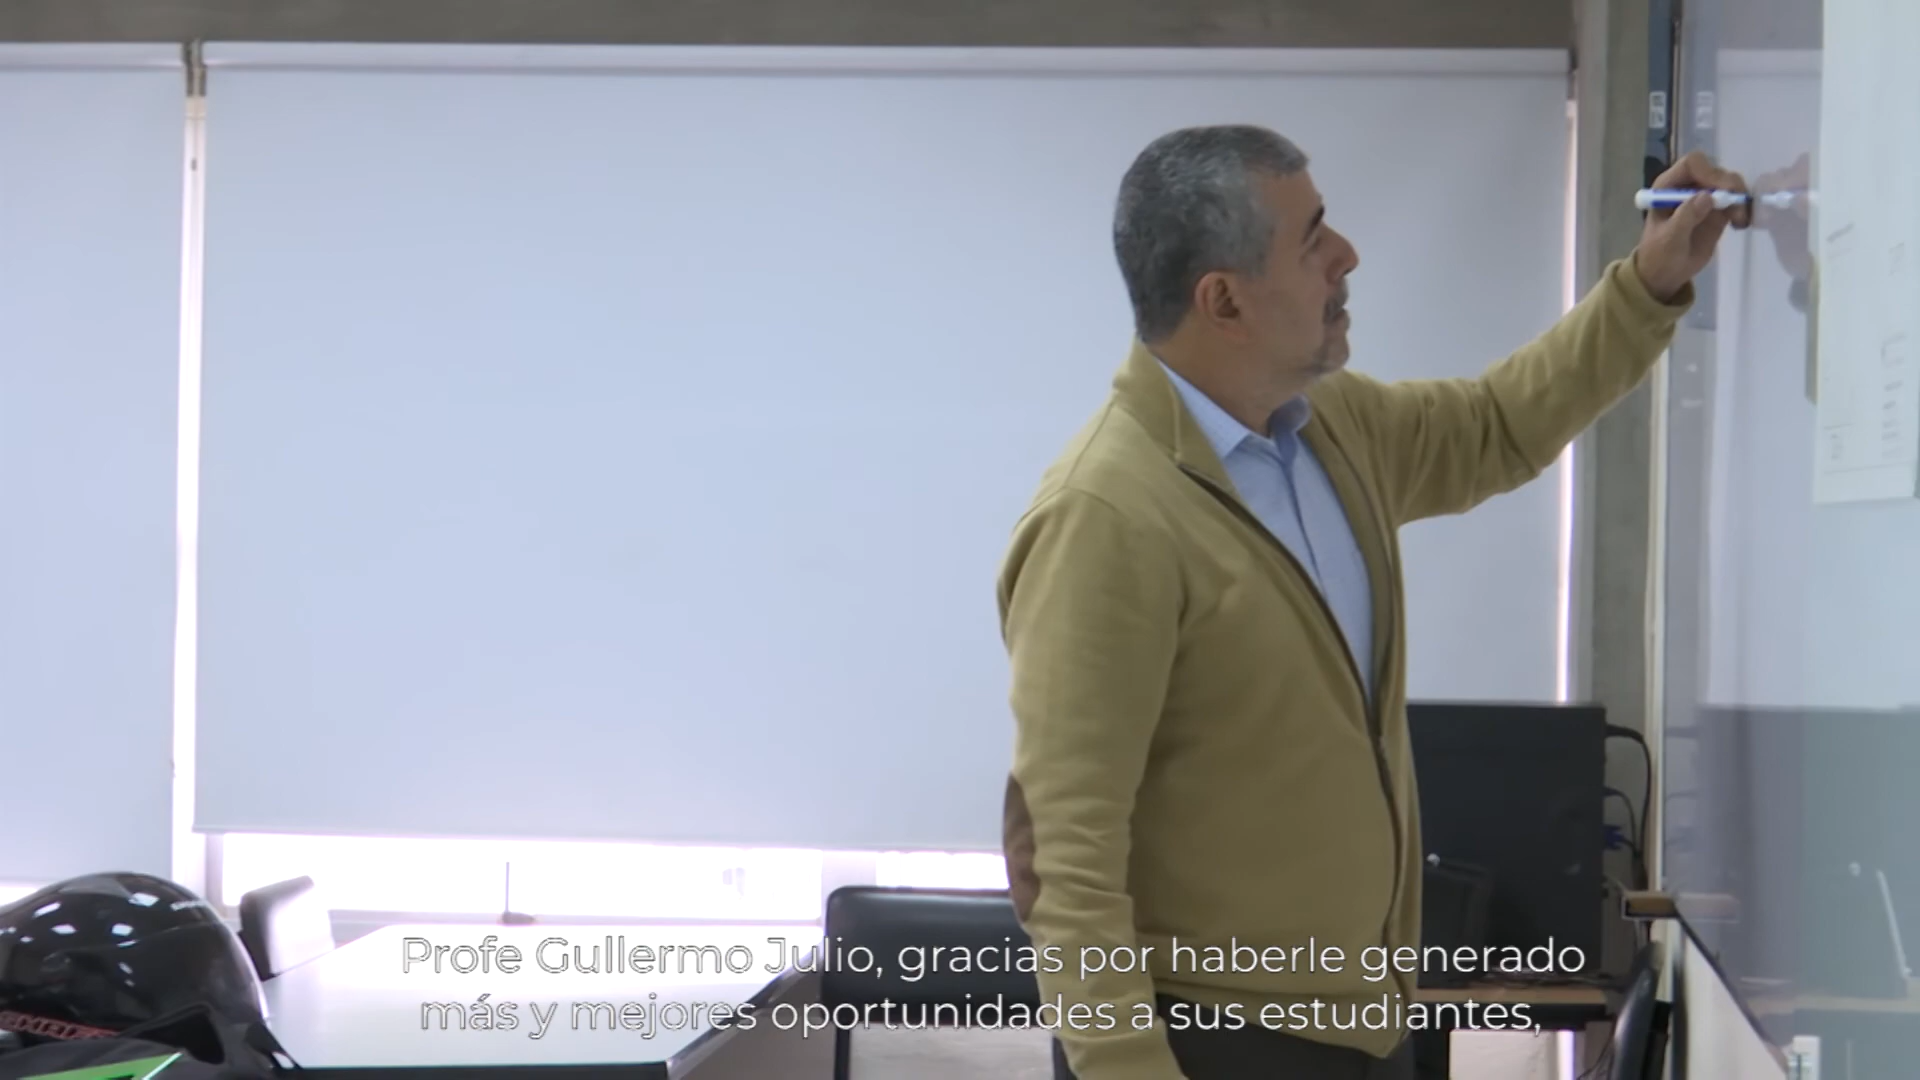 Profe Gullermo Julio, gracias por haberle generado
más y mejores oportunidades a sus estudiantes,